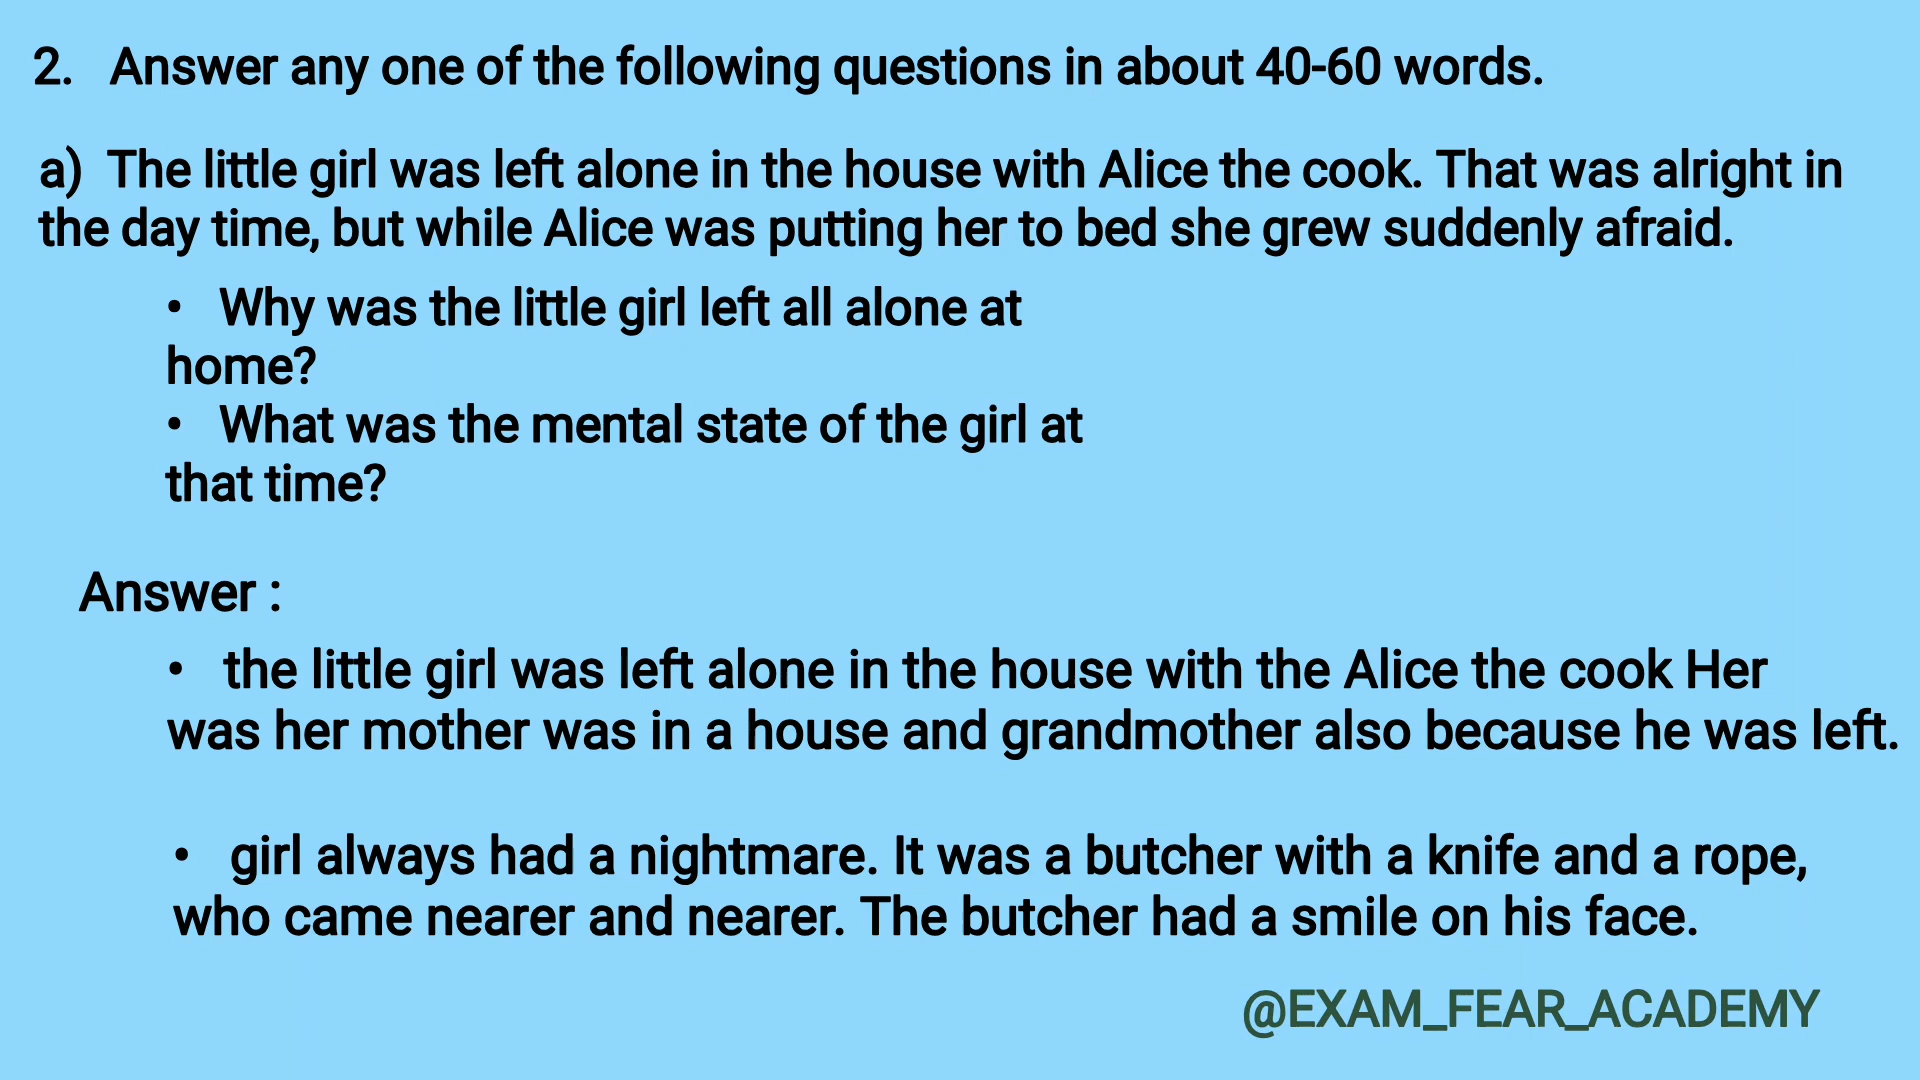 2.   Answer any one of the following questions in about 40-60 words.
a)  The little girl was left alone in the house with Alice the cook. That was alright in
the day time, but while Alice was putting her to bed she grew suddenly afraid.
•   Why was the little girl left all alone at
home?
•   What was the mental state of the girl at
that time?
Answer :
•   the little girl was left alone in the house with the Alice the cook Her
was her mother was in a house and grandmother also because he was left.
•   girl always had a nightmare. It was a butcher with a knife and a rope,
who came nearer and nearer. The butcher had a smile on his face.
@EXAM_FEAR_ACADEMY